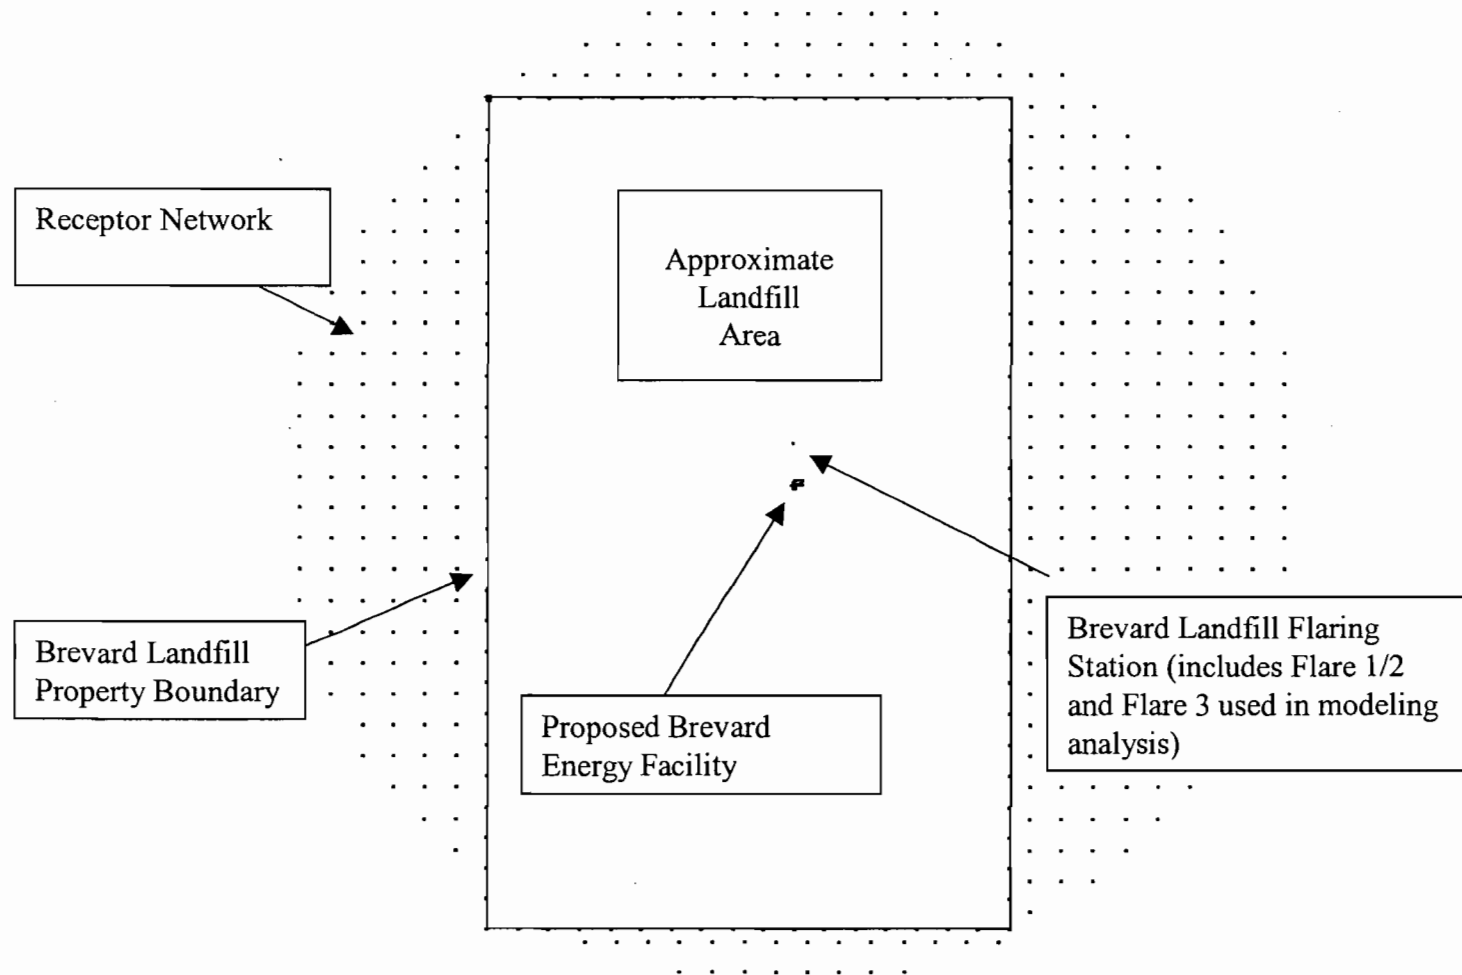 Receptor Network
Approximate
Landfill
Area
Brevard Landfill
Property Boundary
Proposed Brevard
Energy Facility
Brevard Landfill Flaring
Station (includes Flare 1/2
and Flare 3 used in modeling
analysis)